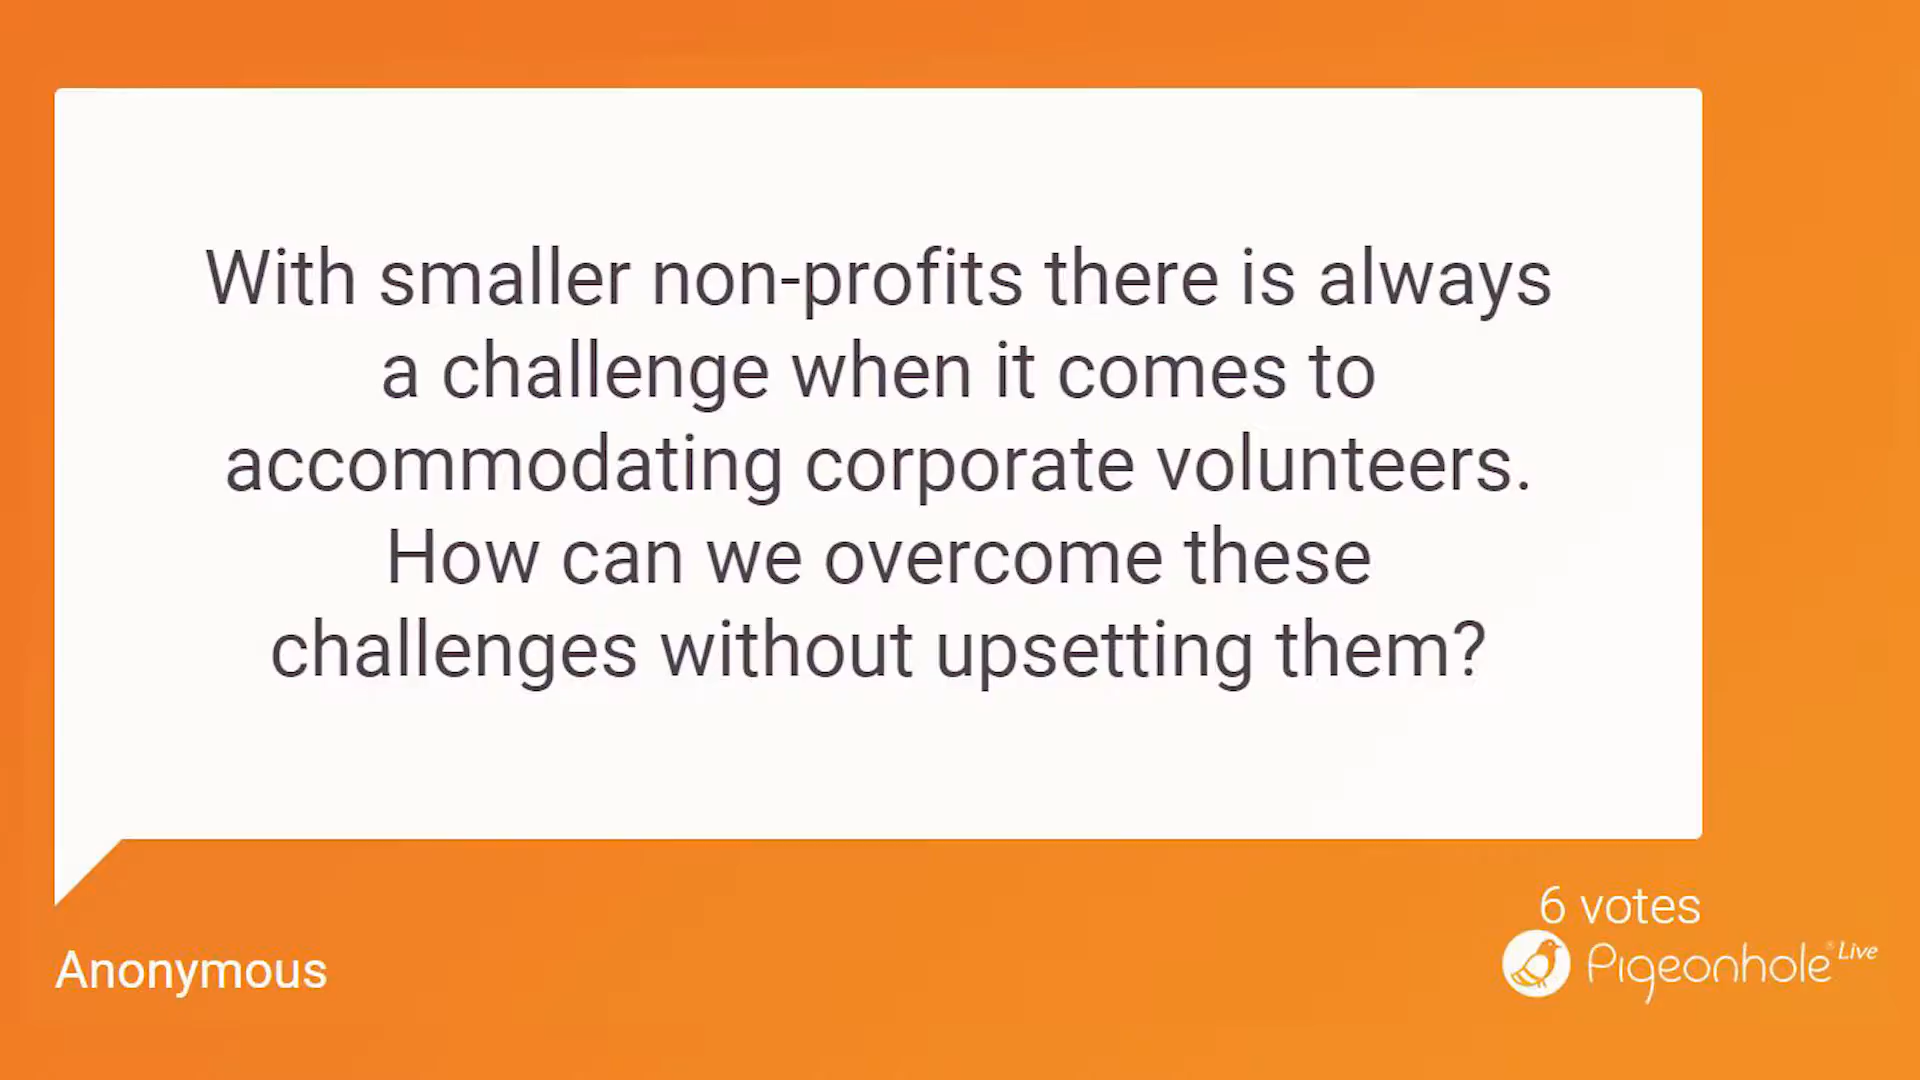 With smaller non-profits there is always
a challenge when it comes to
accommodating corporate volunteers.
How can we overcome these
challenges without upsetting them?
6 votes
Anonymous
Pigeonhole® Live